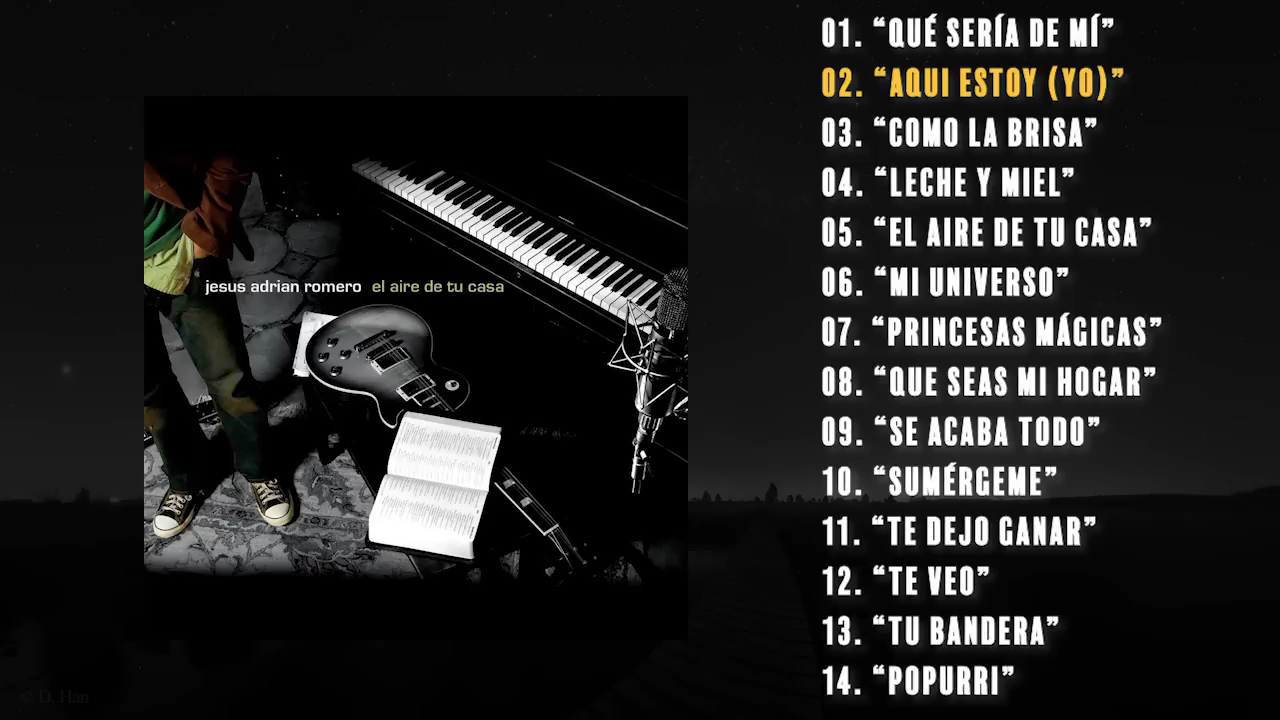 jesus adrian romero el aire de tu casa
01. “QUÉ SERÍA DE MÍ”
02. “AQUI ESTOY (YO)”
03. “COMO LA BRISA”
04. “LECHE Y MIEL”
05. “EL AIRE DE TU CASA”
06. “MI UNIVERSO”
07. “PRINCESAS MÁGICAS”
08. “QUE SEAS MI HOGAR”
09. “SE ACABA TODO”
10. “SUMÉRGEME”
11. “TE DEJO GANAR”
12. “TE VEO”
13. “TU BANDERA”
14. “POPURRI”
© D. Han